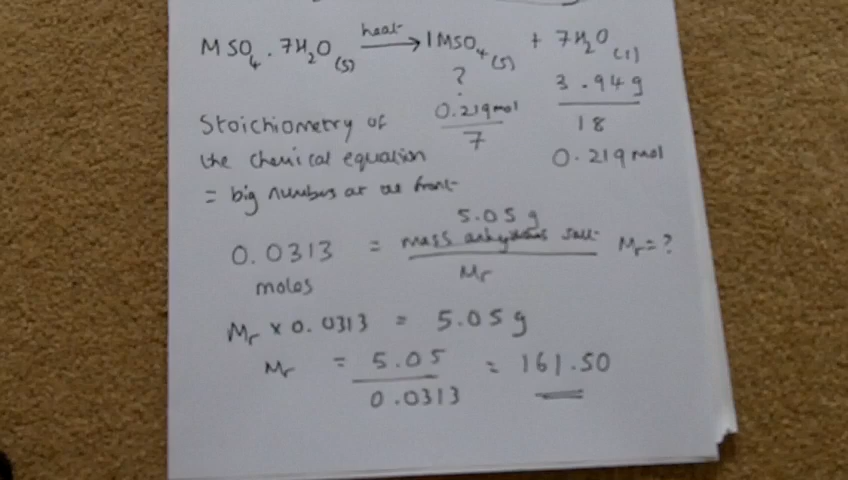 MSO4 . 7H2O (s) heat → 1MSO4 (s) + 7H2O (l)
? 3.94g
0.219mol 18
Stoichiometry of 7
the chemical equation 0.219mol
= big numbers at the front
5.05g
0.0313 = mass anhydrous salt Mr = ?
moles Mr
Mr x 0.0313 = 5.05g
Mr = 5.05 = 161.50
0.0313